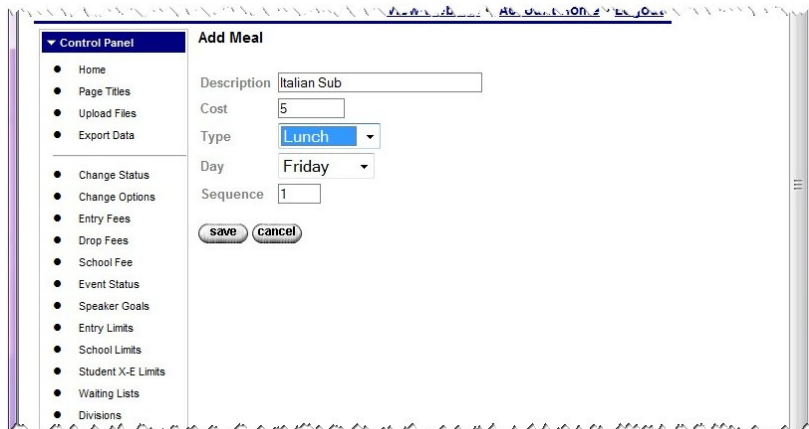 Control Panel
Home
Page Titles
Upload Files
Export Data
Change Status
Change Options
Entry Fees
Drop Fees
School Fee
Event Status
Speaker Goals
Entry Limits
School Limits
Student X-E Limits
Waiting Lists
Divisions
Add Meal
Description Italian Sub
Cost 5
Type Lunch
Day Friday
Sequence 1
save cancel